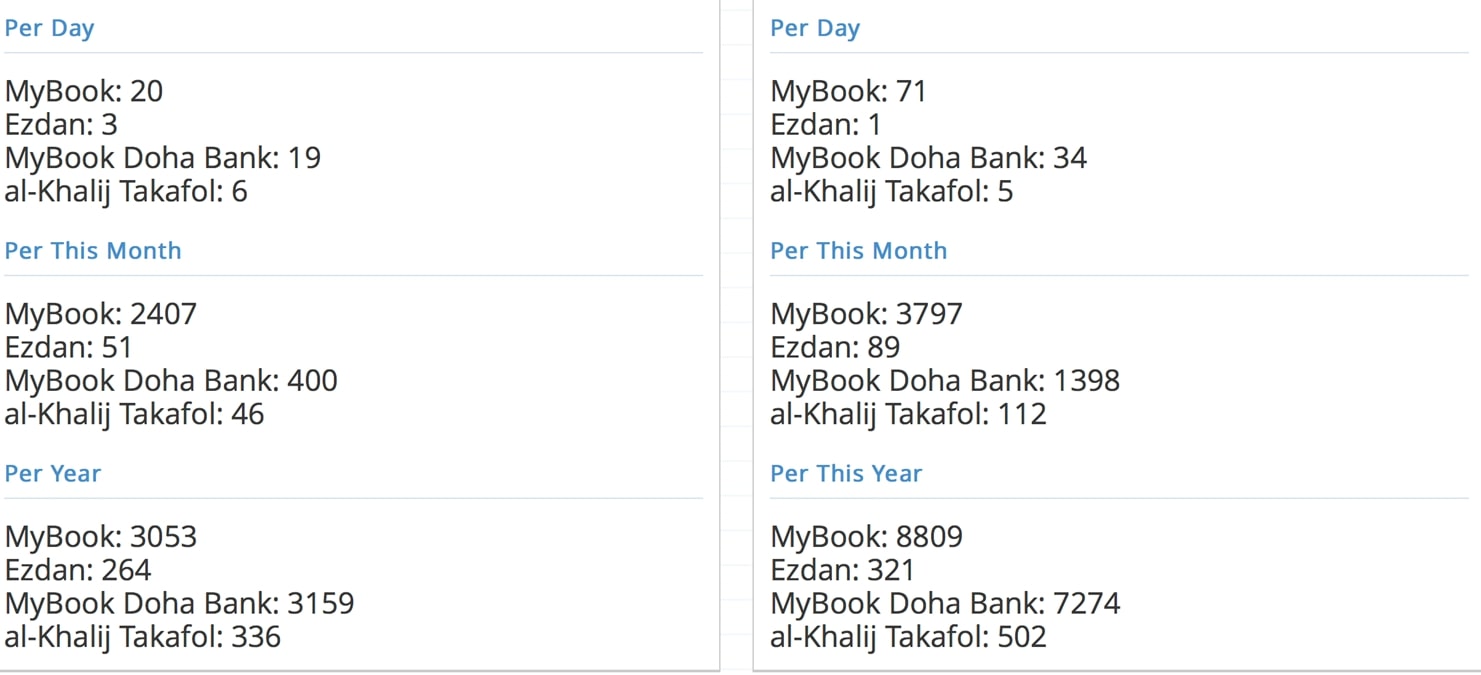 Per Day
MyBook: 20
Ezdan: 3
MyBook Doha Bank: 19
al-Khalij Takafol: 6
Per This Month
MyBook: 2407
Ezdan: 51
MyBook Doha Bank: 400
al-Khalij Takafol: 46
Per Year
MyBook: 3053
Ezdan: 264
MyBook Doha Bank: 3159
al-Khalij Takafol: 336
Per Day
MyBook: 71
Ezdan: 1
MyBook Doha Bank: 34
al-Khalij Takafol: 5
Per This Month
MyBook: 3797
Ezdan: 89
MyBook Doha Bank: 1398
al-Khalij Takafol: 112
Per This Year
MyBook: 8809
Ezdan: 321
MyBook Doha Bank: 7274
al-Khalij Takafol: 502